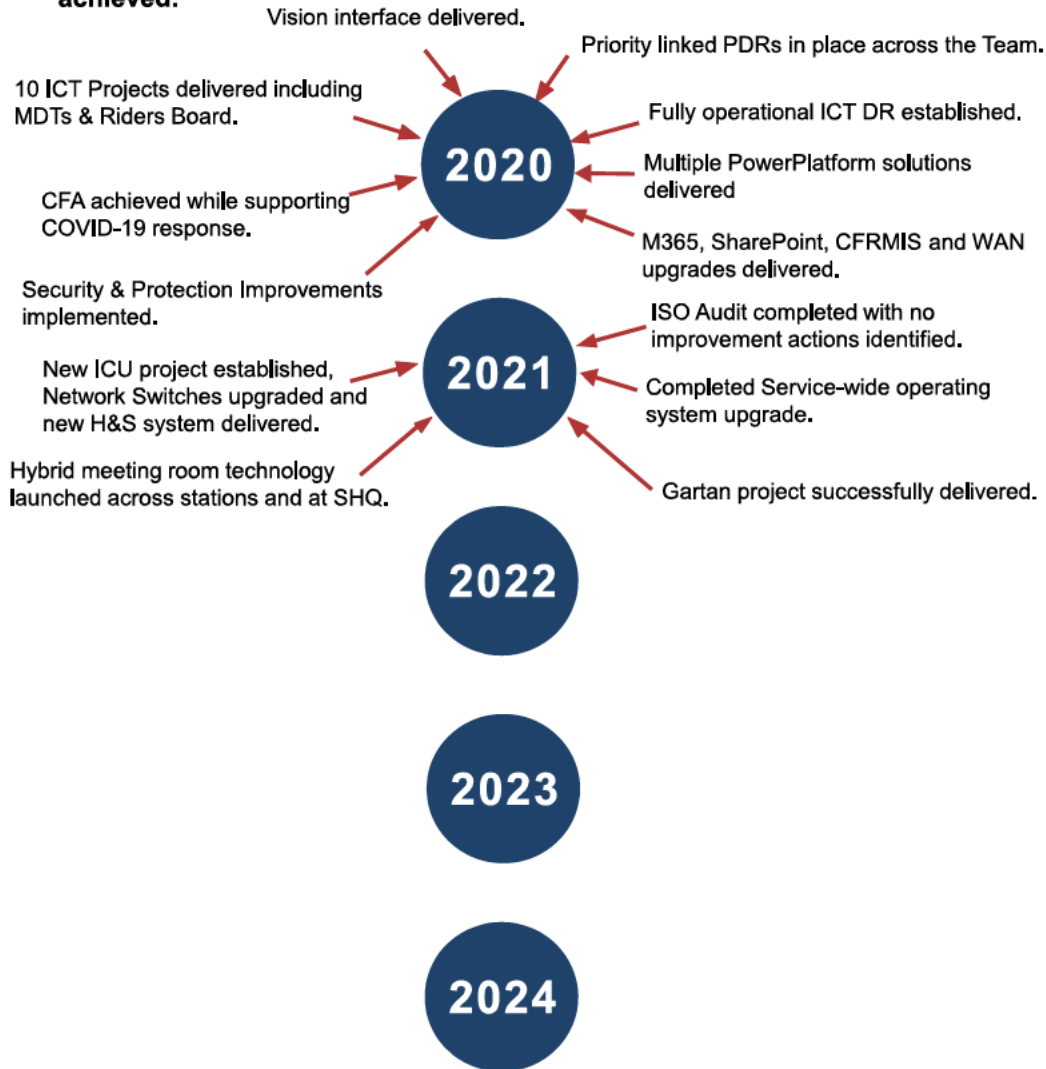 achieved.
Vision interface delivered.
Priority linked PDRs in place across the Team.
10 ICT Projects delivered including
MDTs & Riders Board.
Fully operational ICT DR established.
2020
Multiple PowerPlatform solutions
delivered
CFA achieved while supporting
COVID-19 response.
M365, SharePoint, CFRMIS and WAN
upgrades delivered.
Security & Protection Improvements
implemented.
ISO Audit completed with no
improvement actions identified.
New ICU project established,
Network Switches upgraded and
new H&S system delivered.
2021
Completed Service-wide operating
system upgrade.
Hybrid meeting room technology
launched across stations and at SHQ.
Gartan project successfully delivered.
2022
2023
2024